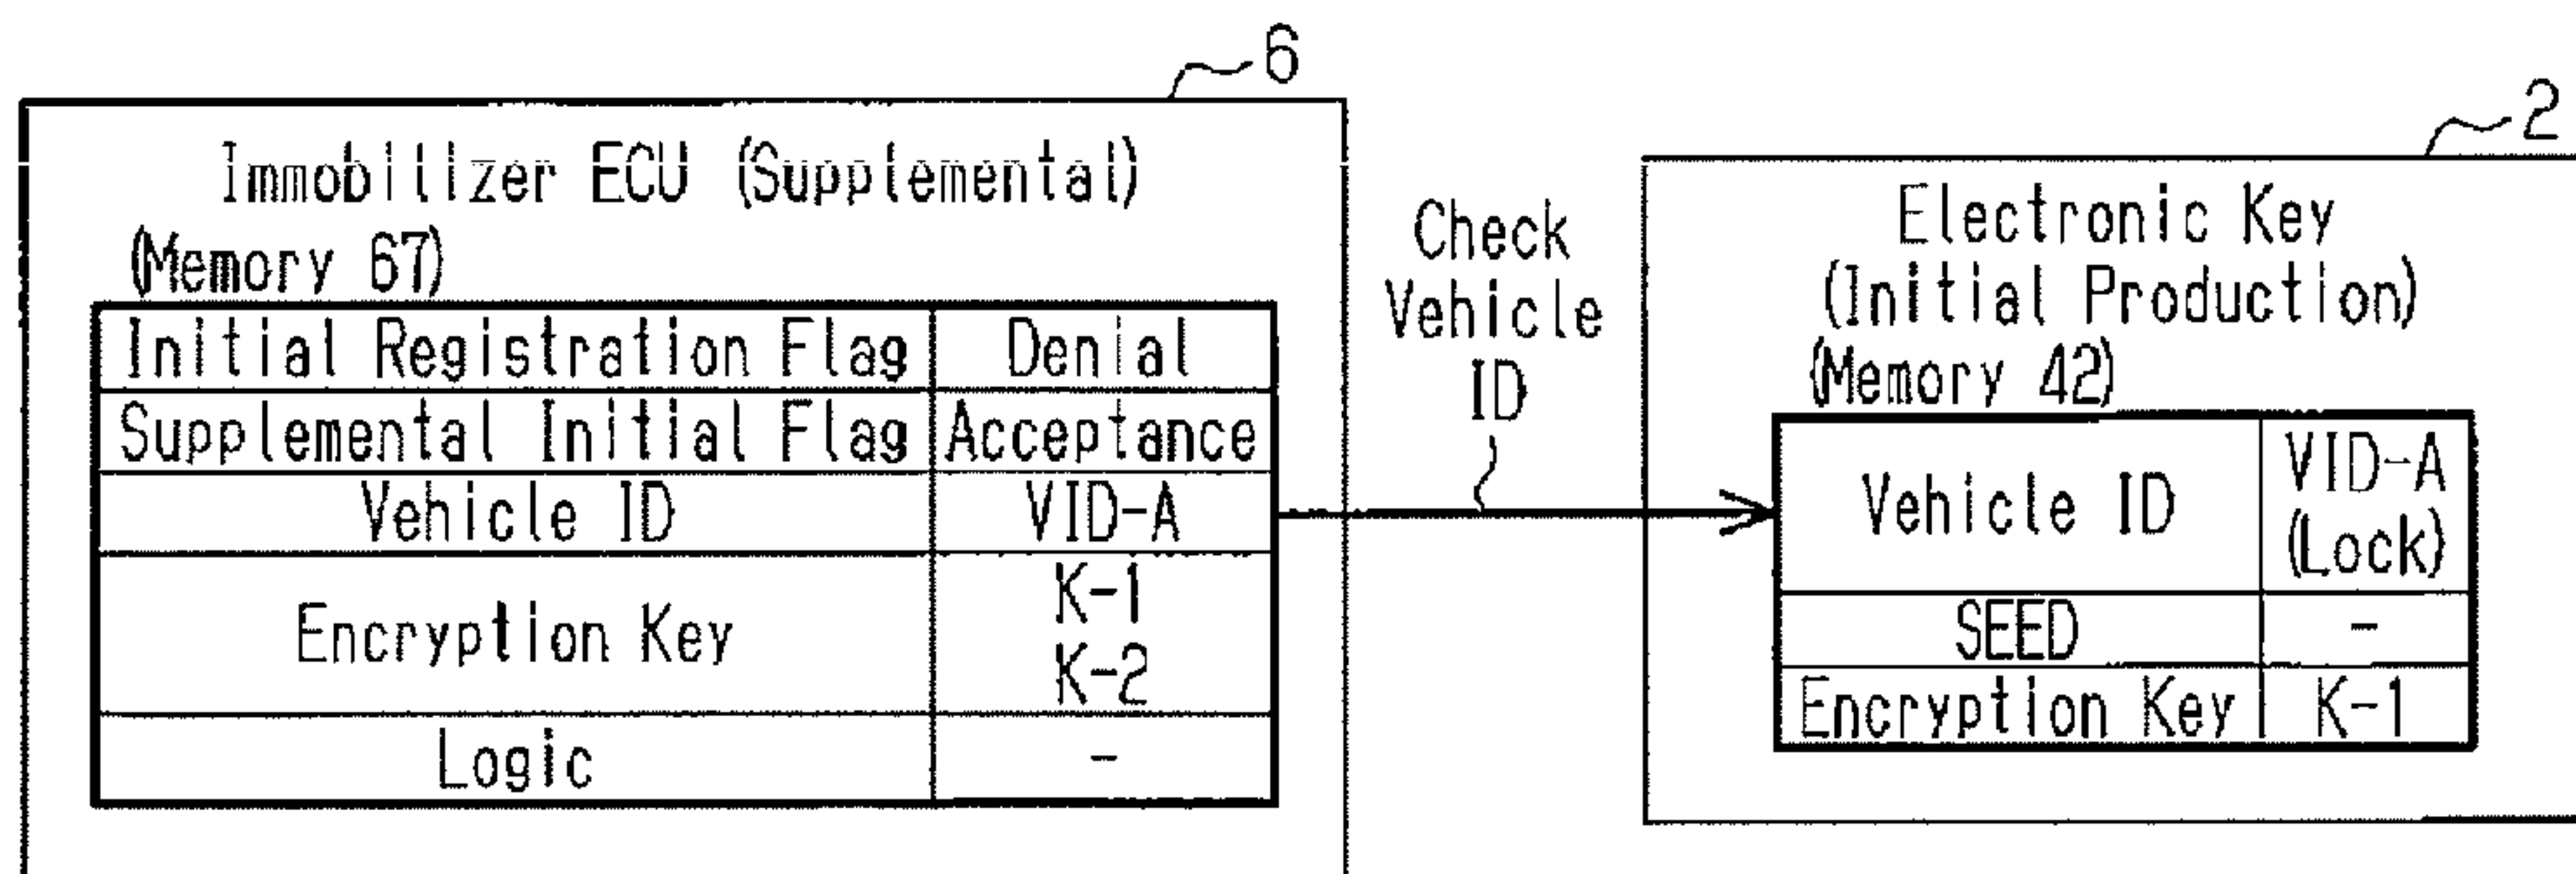 6
Immobilizer ECU (Supplemental)
(Memory 67)
Initial Registration Flag Denial
Supplemental Initial Flag Acceptance
Vehicle ID VID-A
Encryption Key K-1
K-2
Logic -
Check
Vehicle
ID
2
Electronic Key
(Initial Production)
(Memory 42)
Vehicle ID VID-A
(Lock)
SEED -
Encryption Key K-1